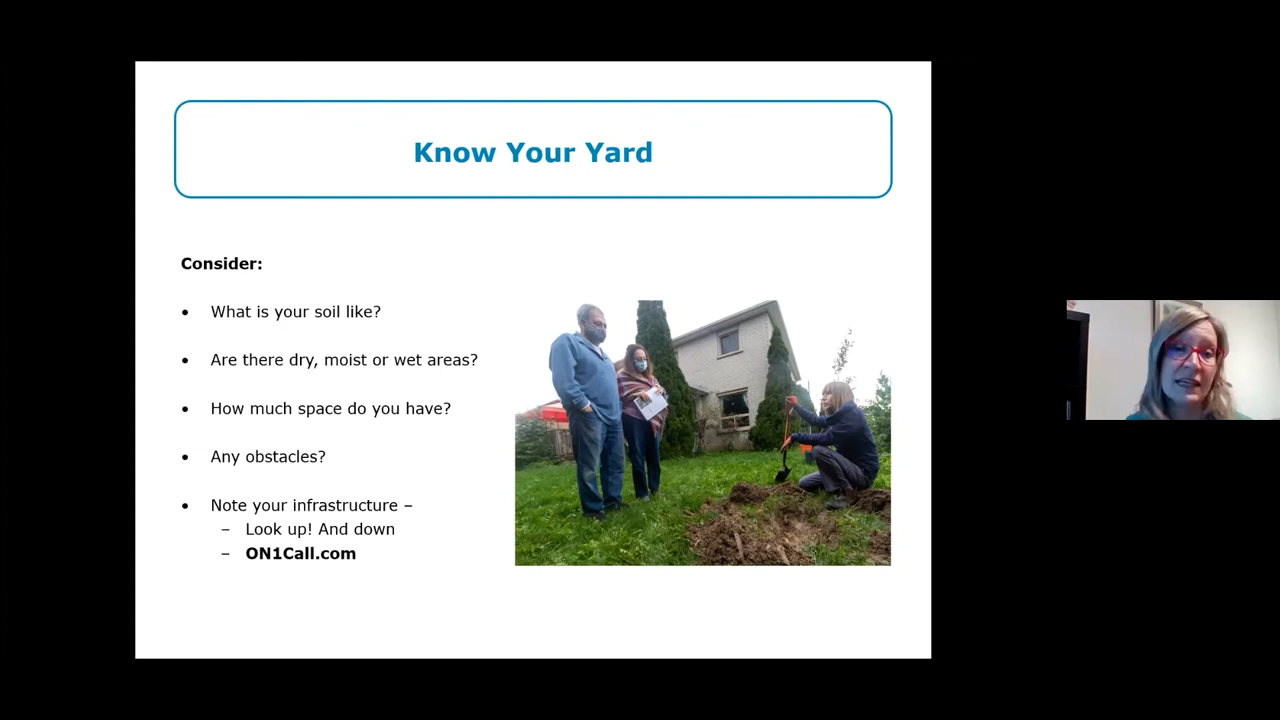 Know Your Yard
Consider:
• What is your soil like?
• Are there dry, moist or wet areas?
• How much space do you have?
• Any obstacles?
• Note your infrastructure –
– Look up! And down
– ON1Call.com